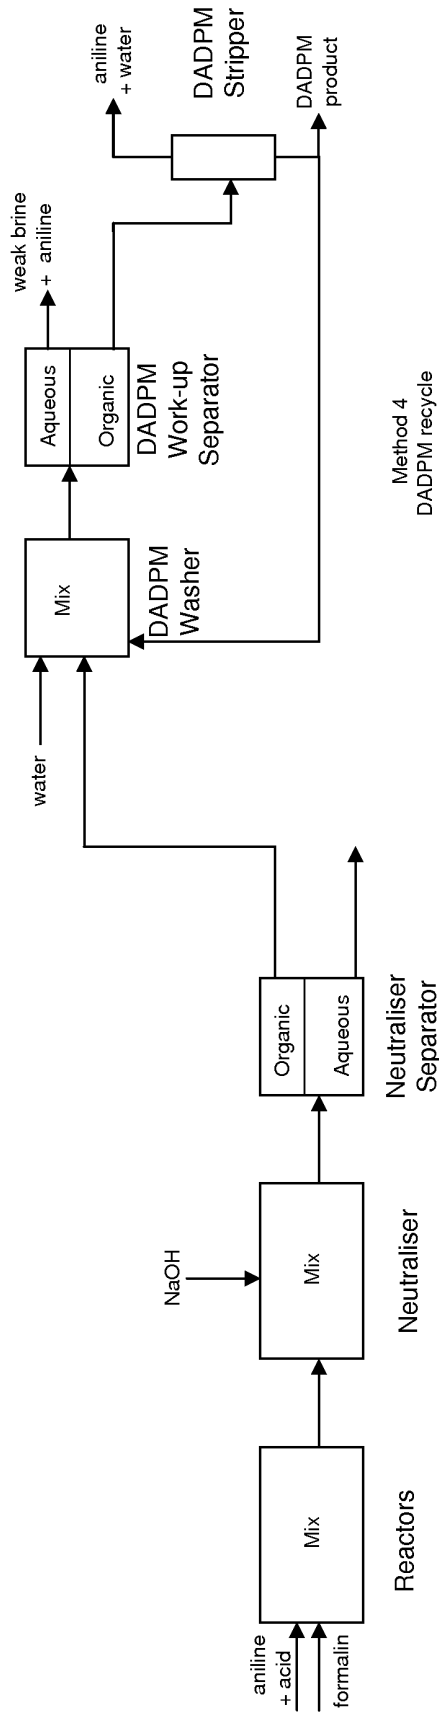 aniline
+ acid
formalin
Mix
Reactors
NaOH
Mix
Neutraliser
Organic
Aqueous
Neutraliser
Separator
water
Mix
DADPM
Washer
Aqueous
Organic
DADPM
Work-up
Separator
weak brine
+ aniline
aniline
+ water
DADPM
Stripper
DADPM
product
Method 4
DADPM recycle